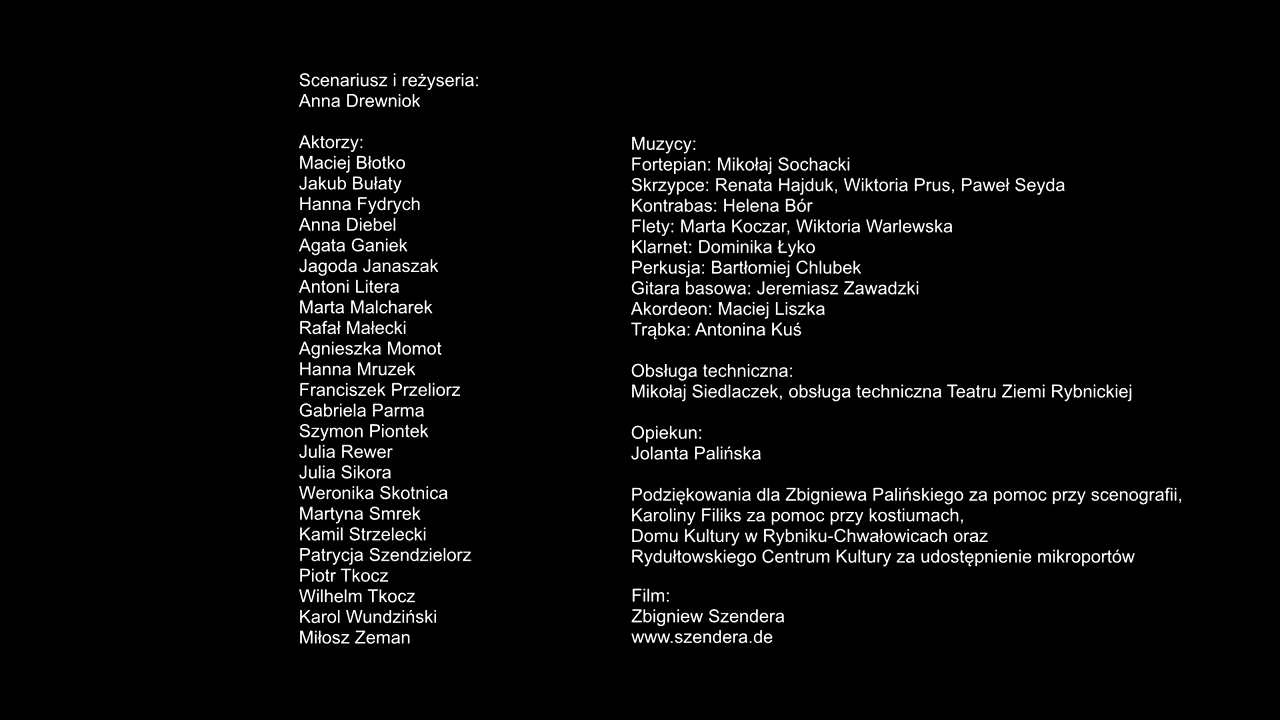 Scenariusz i reżyseria:
Anna Drewniok
Aktorzy:
Maciej Błotko
Jakub Bułaty
Hanna Fydrych
Anna Diebel
Agata Ganiek
Jagoda Janaszak
Antoni Litera
Marta Malcharek
Rafał Małecki
Agnieszka Momot
Hanna Mruzek
Franciszek Przeliorz
Gabriela Parma
Szymon Piontek
Julia Rewer
Julia Sikora
Weronika Skotnica
Martyna Smrek
Kamil Strzelecki
Patrycja Szendzielorz
Piotr Tkocz
Wilhelm Tkocz
Karol Wundziński
Miłosz Zeman
Muzycy:
Fortepian: Mikołaj Sochacki
Skrzypce: Renata Hajduk, Wiktoria Prus, Paweł Seyda
Kontrabas: Helena Bór
Flety: Marta Koczar, Wiktoria Warlewska
Klarnet: Dominika Łyko
Perkusja: Bartłomiej Chlubek
Gitara basowa: Jeremiasz Zawadzki
Akordeon: Maciej Liszka
Trąbka: Antonina Kuś
Obsługa techniczna:
Mikołaj Siedlaczek, obsługa techniczna Teatru Ziemi Rybnickiej
Opiekun:
Jolanta Palińska
Podziękowania dla Zbigniewa Palińskiego za pomoc przy scenografii,
Karoliny Filiks za pomoc przy kostiumach,
Domu Kultury w Rybniku-Chwałowicach oraz
Rydułtowskiego Centrum Kultury za udostępnienie mikroportów
Film:
Zbigniew Szendera
www.szendera.de